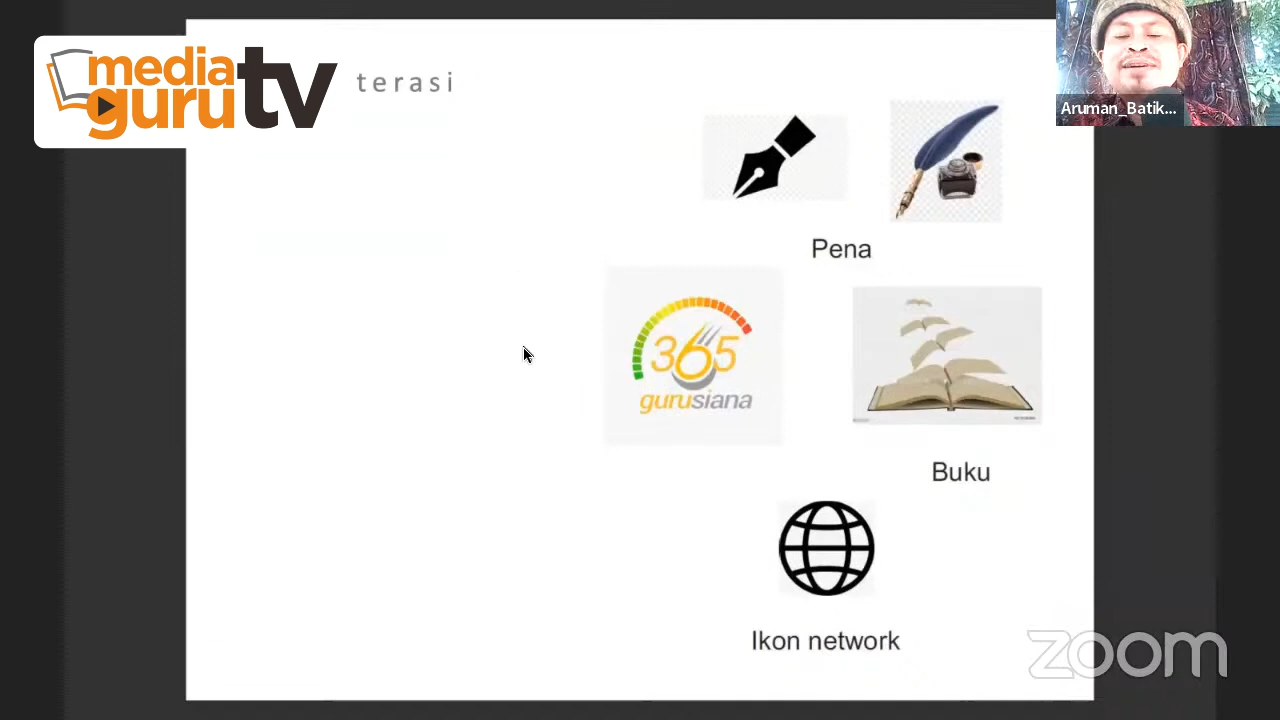 media
guru
tv
terasi
Aruman_Batik...
Pena
365
gurusiana
Buku
Ikon network
zoom